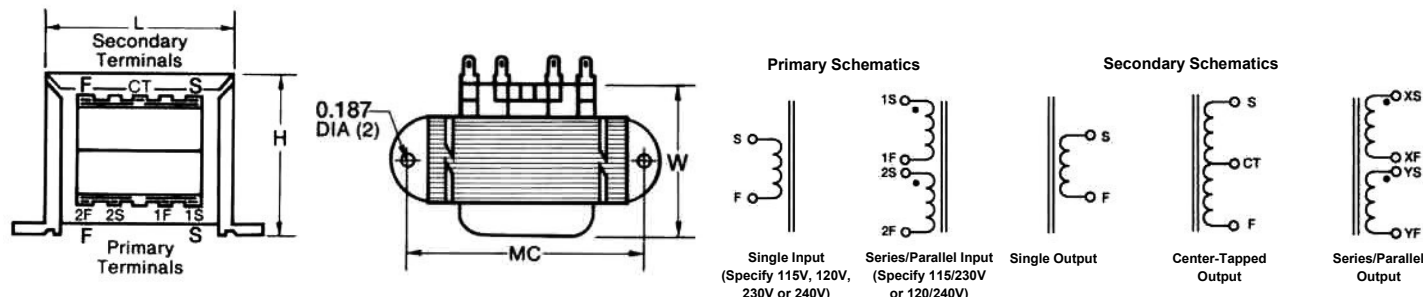 L
Secondary
Terminals
F CT S
H
2F 2S 1F 1S
F S
Primary
Terminals
0.187
DIA (2)
W
MC
Primary Schematics
S
F
Single Input
(Specify 115V, 120V,
230V or 240V)
1S
1F
2S
2F
Series/Parallel Input
(Specify 115/230V
or 120/240V)
Secondary Schematics
S
F
Single Output
S
CT
F
Center-Tapped
Output
XS
XF
YS
YF
Series/Parallel
Output